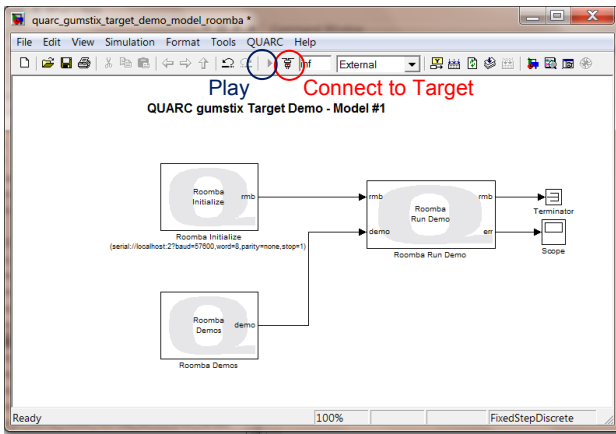 quarc_gumstix_target_demo_model_roomba *
File Edit View Simulation Format Tools QUARC Help
inf External
Play Connect to Target
QUARC gumstix Target Demo - Model #1
Roomba
Initialize
rmb
Roomba Initialize
(serial://localhost:2?baud=57600,word=8,parity=none,stop=1)
rmb
demo
Roomba
Run Demo
rmb
err
Roomba Run Demo
Terminator
Scope
Roomba
Demos
demo
Roomba Demos
Ready 100% FixedStepDiscrete